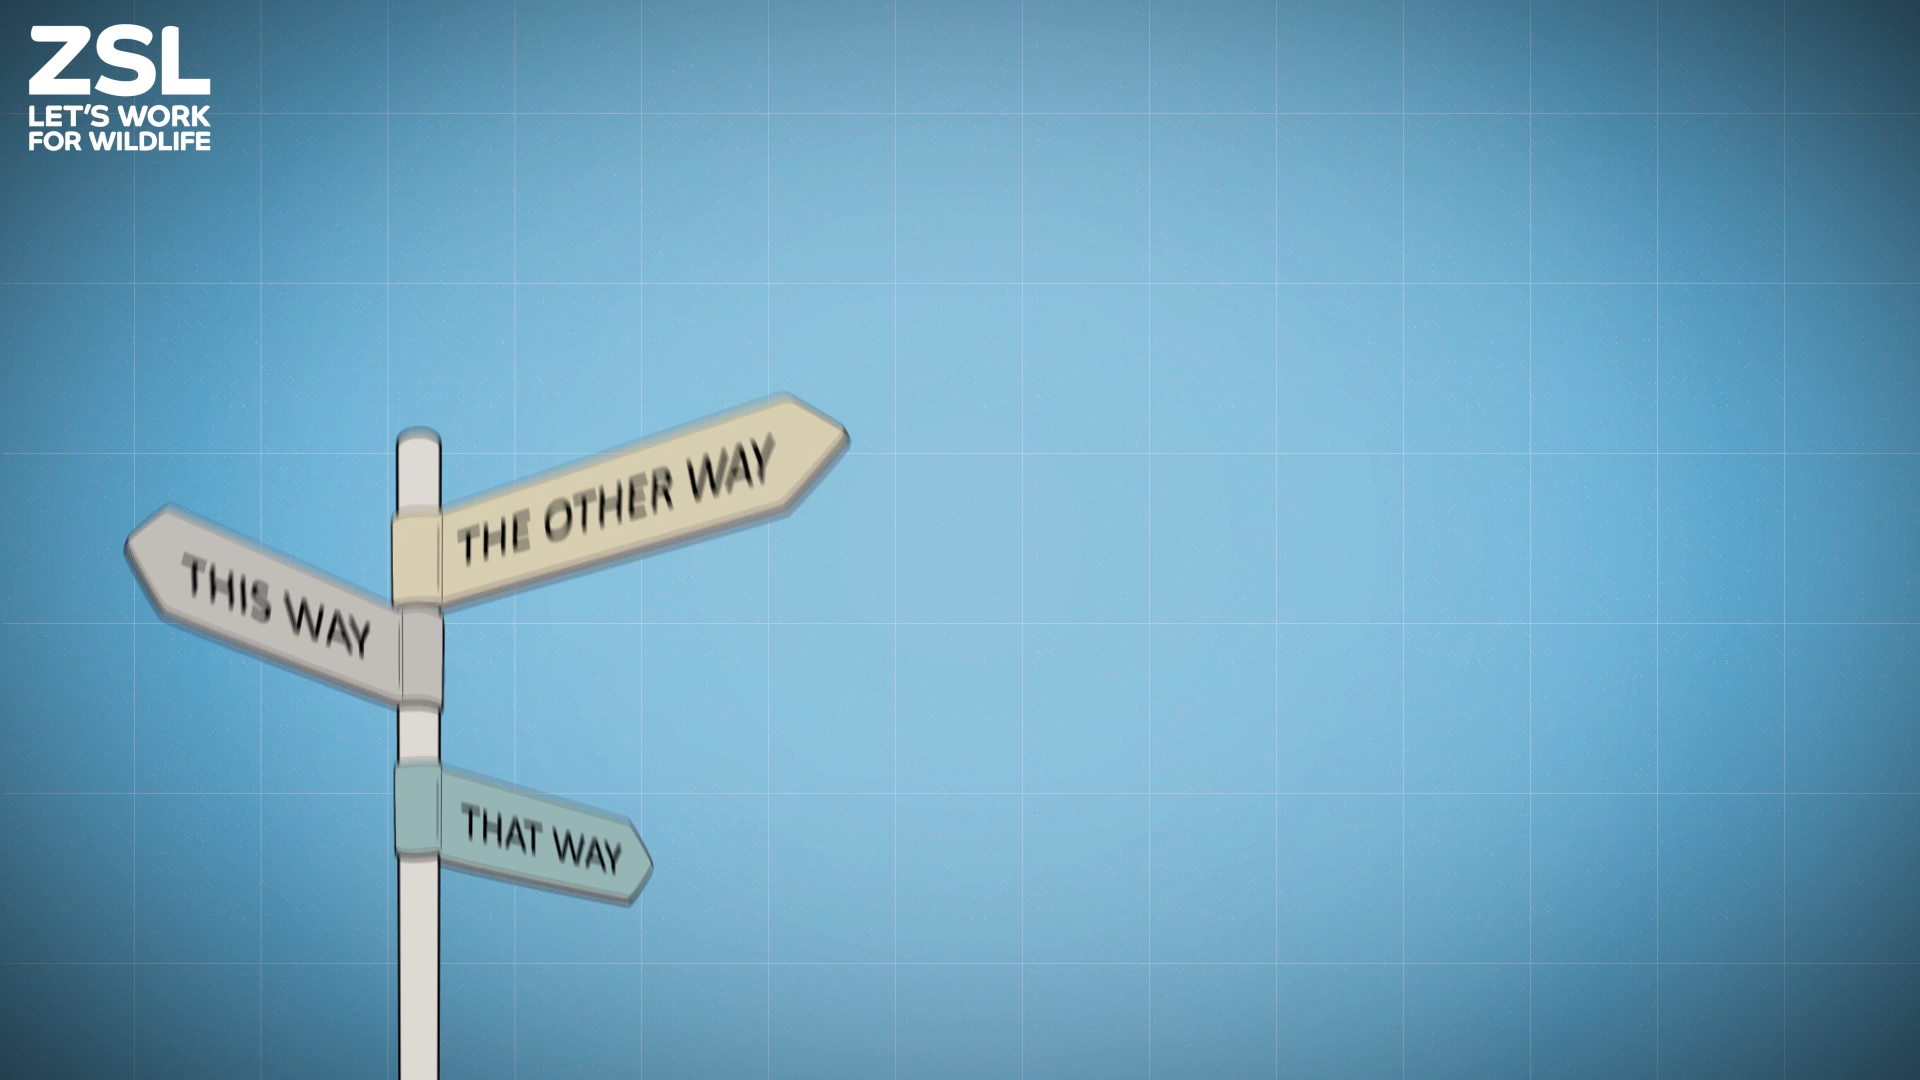 ZSL
LET'S WORK
FOR WILDLIFE
THE OTHER WAY
THIS WAY
THAT WAY